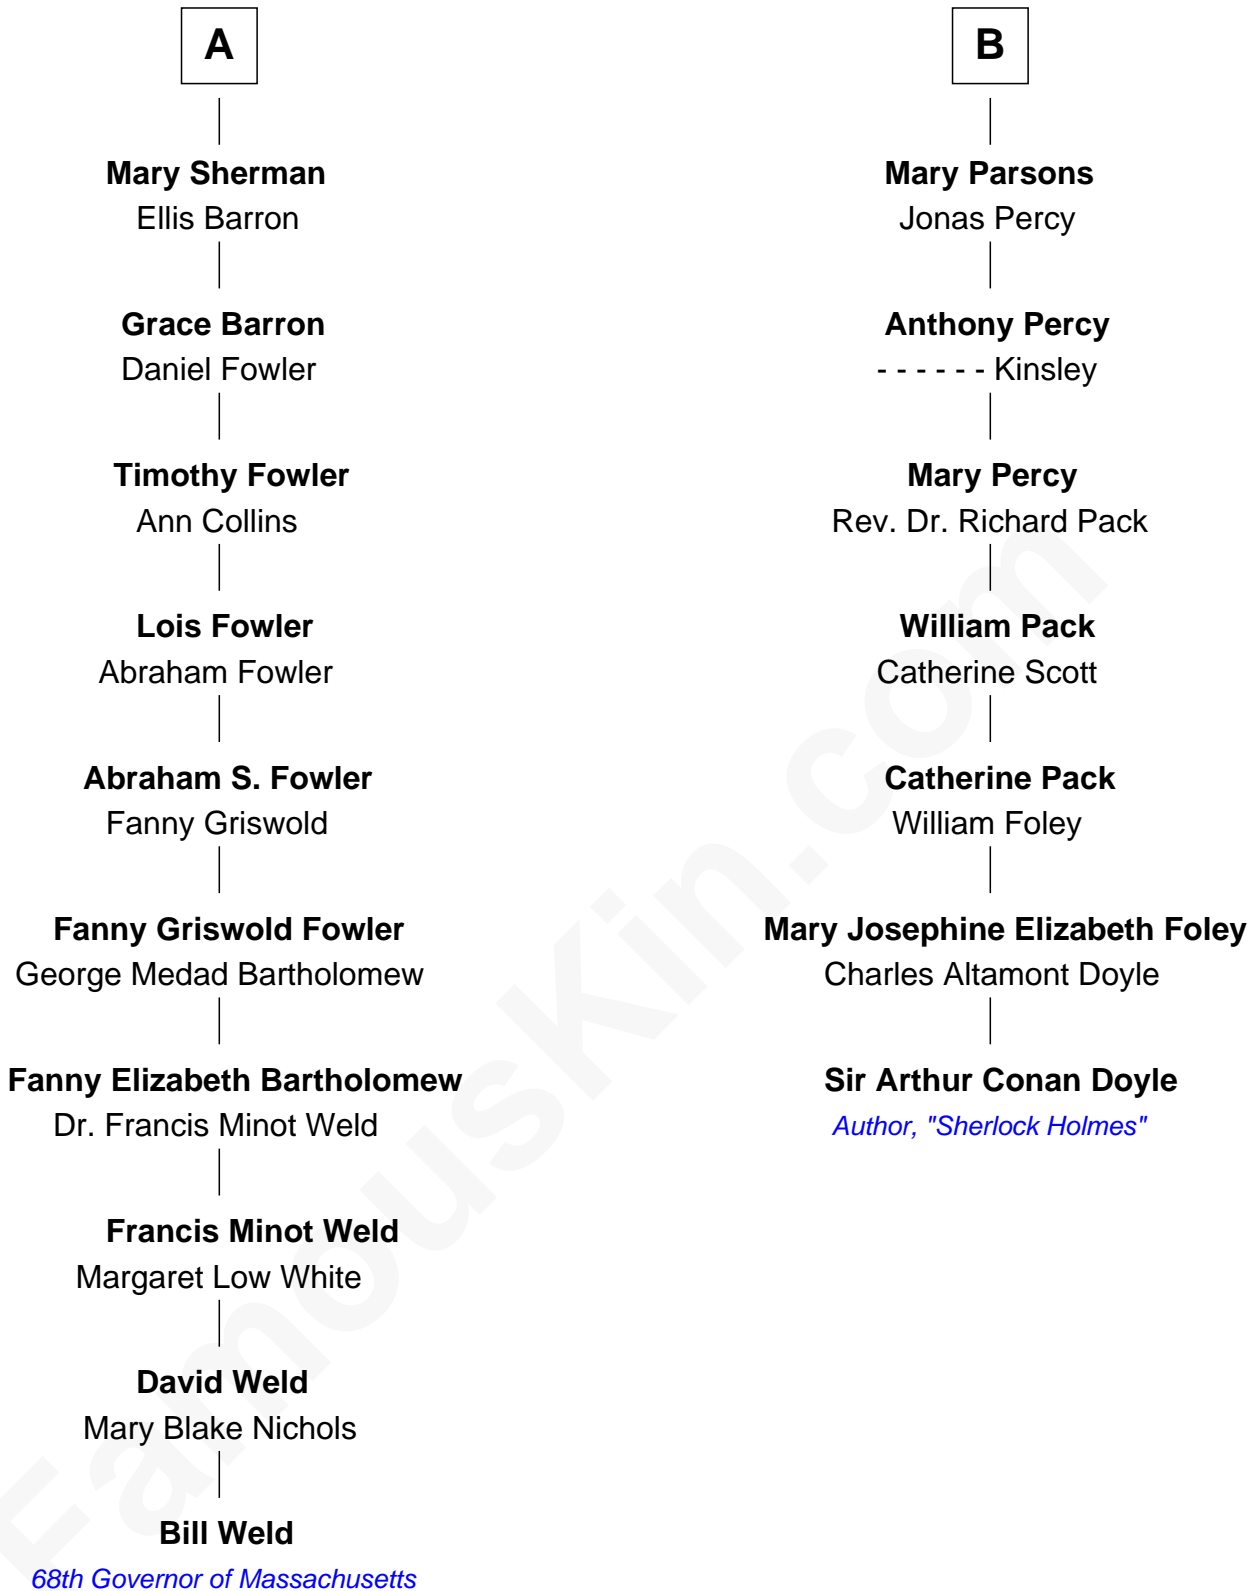 A
Mary Sherman
Ellis Barron
Grace Barron
Daniel Fowler
Timothy Fowler
Ann Collins
Lois Fowler
Abraham Fowler
Abraham S. Fowler
Fanny Griswold
Fanny Griswold Fowler
George Medad Bartholomew
Fanny Elizabeth Bartholomew
Dr. Francis Minot Weld
Francis Minot Weld
Margaret Low White
David Weld
Mary Blake Nichols
Bill Weld
68th Governor of Massachusetts
B
Mary Parsons
Jonas Percy
Anthony Percy
- - - - - - Kinsley
Mary Percy
Rev. Dr. Richard Pack
William Pack
Catherine Scott
Catherine Pack
William Foley
Mary Josephine Elizabeth Foley
Charles Altamont Doyle
Sir Arthur Conan Doyle
Author, "Sherlock Holmes"
FamousKin.com